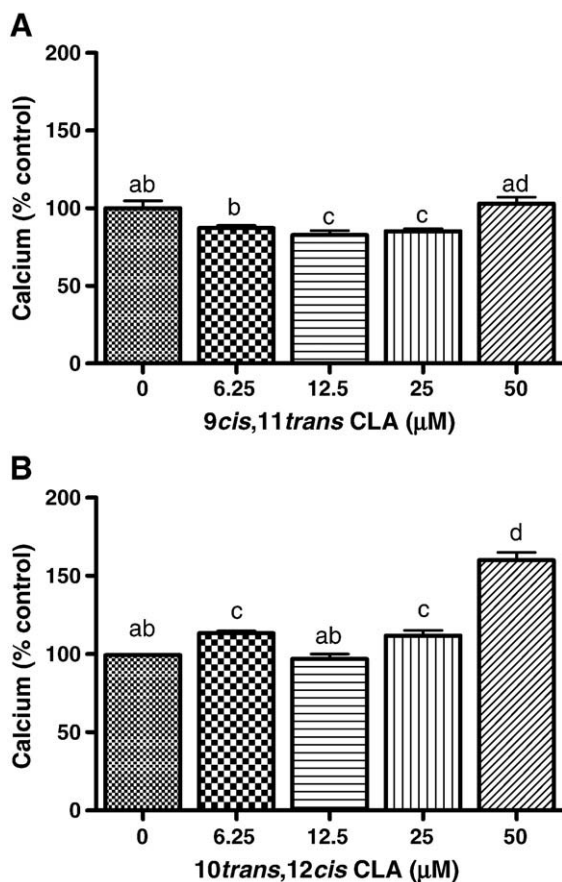 A
Calcium (% control)
200
150
100
50
0
ab
b
c
c
ad
0 6.25 12.5 25 50
9cis,11trans CLA (µM)
B
Calcium (% control)
200
150
100
50
0
ab
c
ab
c
d
0 6.25 12.5 25 50
10trans,12cis CLA (µM)